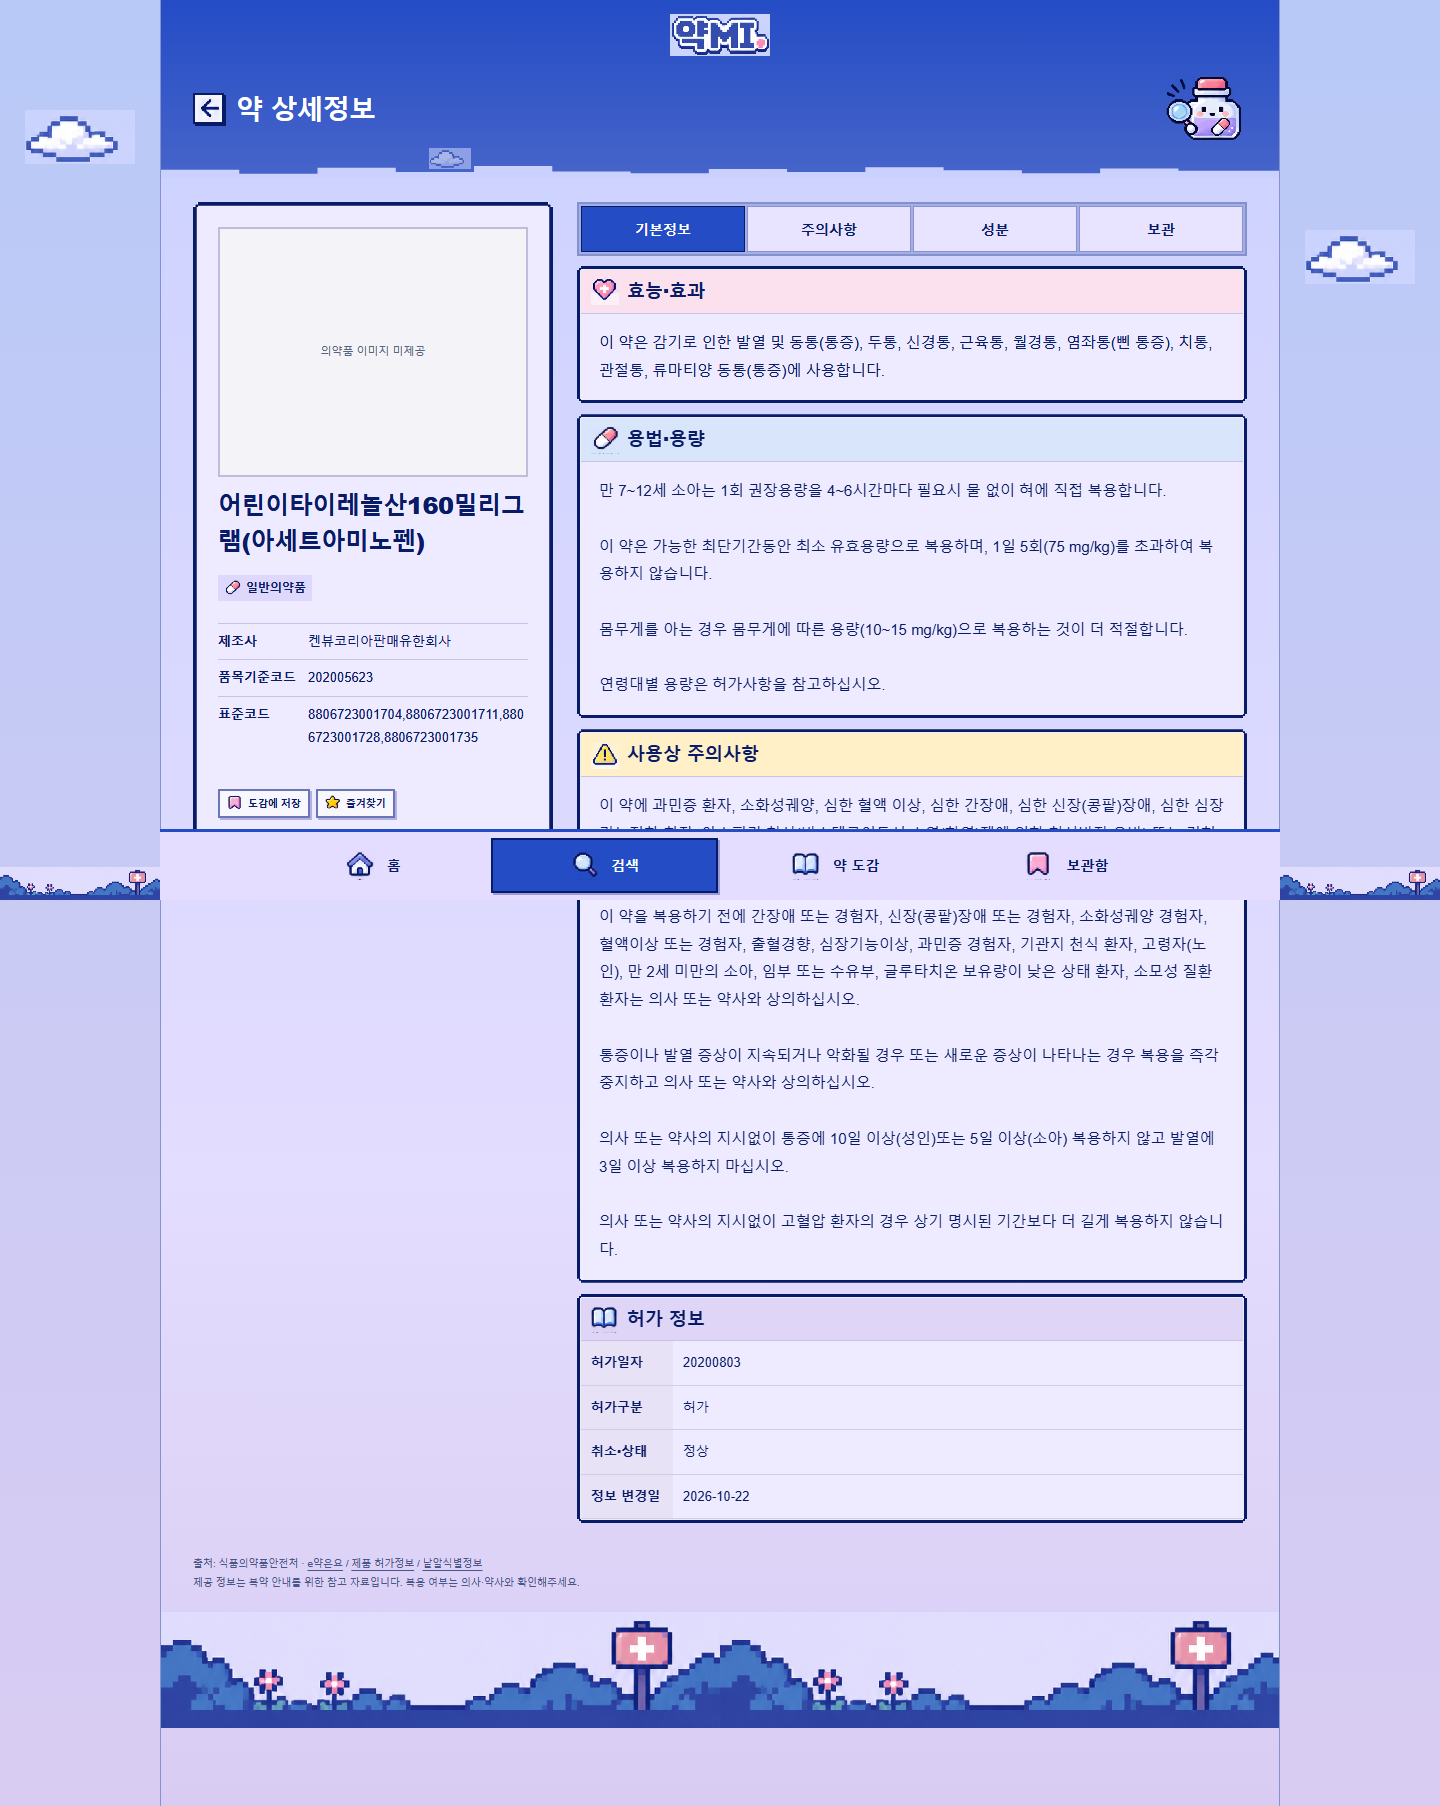 약MI.
약 상세정보
의약품 이미지 미제공
어린이타이레놀산160밀리그
램(아세트아미노펜)
일반의약품
제조사 켄뷰코리아판매유한회사
품목기준코드 202005623
표준코드 8806723001704,8806723001711,880
6723001728,8806723001735
도감에 저장 즐겨찾기
기본정보 주의사항 성분 보관
효능·효과
이 약은 감기로 인한 발열 및 동통(통증), 두통, 신경통, 근육통, 월경통, 염좌통(삔 통증), 치통,
관절통, 류마티양 동통(통증)에 사용합니다.
용법·용량
만 7~12세 소아는 1회 권장용량을 4~6시간마다 필요시 물 없이 혀에 직접 복용합니다.
이 약은 가능한 최단기간동안 최소 유효용량으로 복용하며, 1일 5회(75 mg/kg)를 초과하여 복
용하지 않습니다.
몸무게를 아는 경우 몸무게에 따른 용량(10~15 mg/kg)으로 복용하는 것이 더 적절합니다.
연령대별 용량은 허가사항을 참고하십시오.
사용상 주의사항
이 약에 과민증 환자, 소화성궤양, 심한 혈액 이상, 심한 간장애, 심한 신장(콩팥)장애, 심한 심장
홈 검색 약 도감 보관함
이 약을 복용하기 전에 간장애 또는 경험자, 신장(콩팥)장애 또는 경험자, 소화성궤양 경험자,
혈액이상 또는 경험자, 출혈경향, 심장기능이상, 과민증 경험자, 기관지 천식 환자, 고령자(노
인), 만 2세 미만의 소아, 임부 또는 수유부, 글루타치온 보유량이 낮은 상태 환자, 소모성 질환
환자는 의사 또는 약사와 상의하십시오.
통증이나 발열 증상이 지속되거나 악화될 경우 또는 새로운 증상이 나타나는 경우 복용을 즉각
중지하고 의사 또는 약사와 상의하십시오.
의사 또는 약사의 지시없이 통증에 10일 이상(성인)또는 5일 이상(소아) 복용하지 않고 발열에
3일 이상 복용하지 마십시오.
의사 또는 약사의 지시없이 고혈압 환자의 경우 상기 명시된 기간보다 더 길게 복용하지 않습니
다.
허가 정보
허가일자 20200803
허가구분 허가
취소·상태 정상
정보 변경일 2026-10-22
출처: 식품의약품안전처 · e약은요 / 제품 허가정보 / 낱알식별정보
제공 정보는 복약 안내를 위한 참고 자료입니다. 복용 여부는 의사·약사와 확인해주세요.